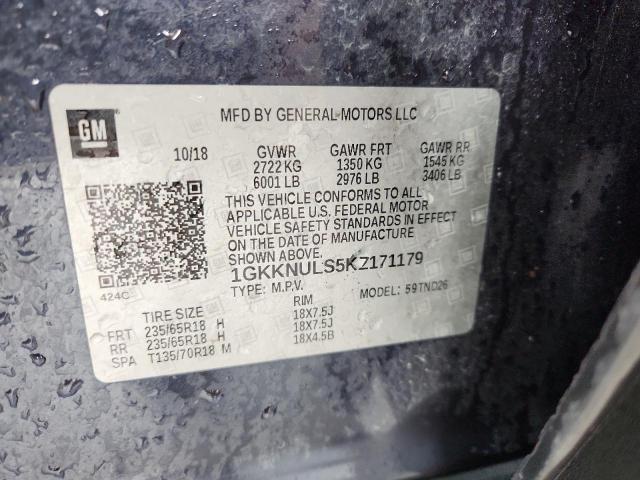 GM
MFD BY GENERAL MOTORS LLC
10/18 GVWR GAWR FRT GAWR RR
2722 KG 1350 KG 1545 KG
6001 LB 2976 LB 3406 LB
THIS VEHICLE CONFORMS TO ALL
APPLICABLE U.S. FEDERAL MOTOR
VEHICLE SAFETY STANDARDS IN EFFECT
ON THE DATE OF MANUFACTURE
SHOWN ABOVE.
1GKKNULS5KZ171179
TYPE: M.P.V. MODEL: 59TND26
424C
TIRE SIZE RIM
FRT 235/65R18 H 18X7.5J
RR 235/65R18 H 18X7.5J
SPA T135/70R18 M 18X4.5B